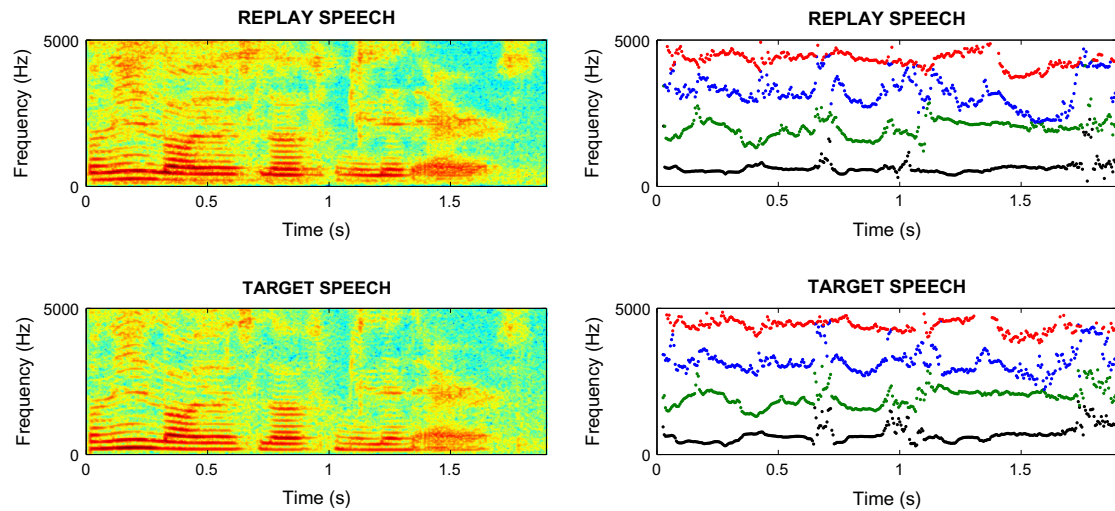 REPLAY SPEECH
5000
0
Frequency (Hz)
0 0.5 1 1.5
Time (s)
REPLAY SPEECH
5000
0
Frequency (Hz)
0 0.5 1 1.5
Time (s)
TARGET SPEECH
5000
0
Frequency (Hz)
0 0.5 1 1.5
Time (s)
TARGET SPEECH
5000
0
Frequency (Hz)
0 0.5 1 1.5
Time (s)